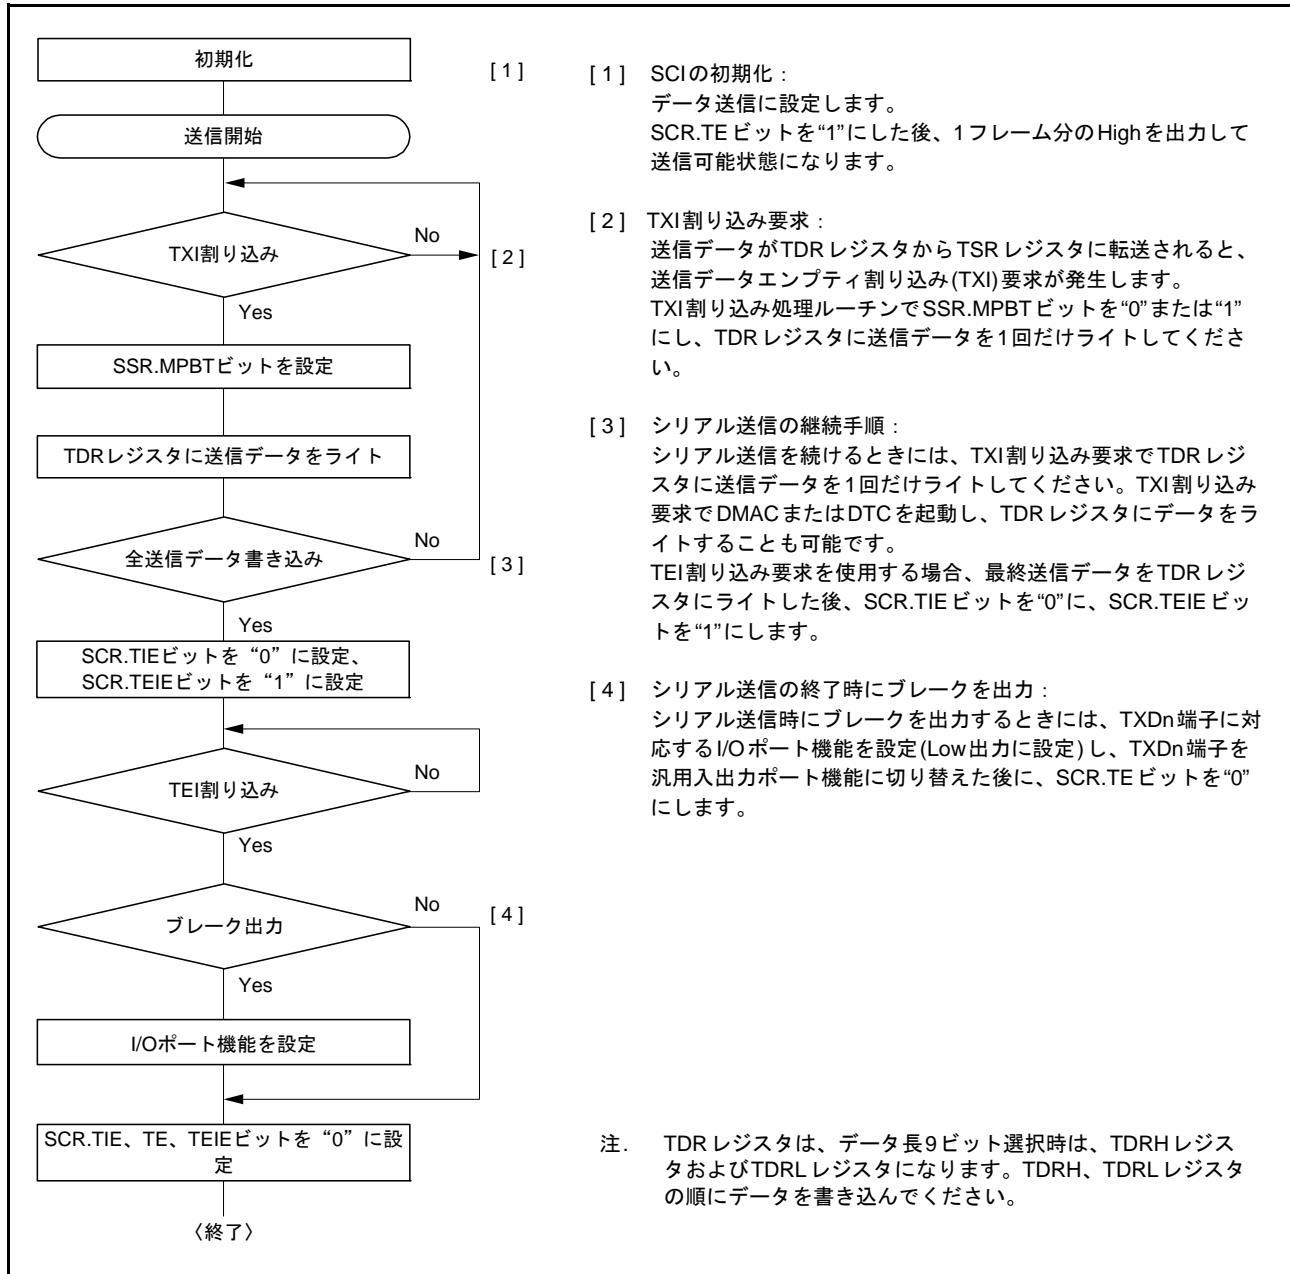 初期化
[ 1 ]
送信開始
TXI割り込み
No
[ 2 ]
Yes
SSR.MPBTビットを設定
TDRレジスタに送信データをライト
全送信データ書き込み
No
[ 3 ]
Yes
SCR.TIEビットを“0”に設定、
SCR.TEIEビットを“1”に設定
TEI割り込み
No
Yes
ブレーク出力
No
[ 4 ]
Yes
I/Oポート機能を設定
SCR.TIE、TE、TEIEビットを“0”に設
定
〈終了〉
[ 1 ] SCIの初期化：
データ送信に設定します。
SCR.TEビットを“1”にした後、1フレーム分のHighを出力して
送信可能状態になります。
[ 2 ] TXI割り込み要求：
送信データがTDRレジスタからTSRレジスタに転送されると、
送信データエンプティ割り込み(TXI)要求が発生します。
TXI割り込み処理ルーチンでSSR.MPBTビットを“0”または“1”
にし、TDRレジスタに送信データを1回だけライトしてくださ
い。
[ 3 ] シリアル送信の継続手順：
シリアル送信を続けるときには、TXI割り込み要求でTDRレジ
スタに送信データを1回だけライトしてください。TXI割り込み
要求でDMACまたはDTCを起動し、TDRレジスタにデータをラ
イトすることも可能です。
TEI割り込み要求を使用する場合、最終送信データをTDRレジ
スタにライトした後、SCR.TIEビットを“0”に、SCR.TEIEビッ
トを“1”にします。
[ 4 ] シリアル送信の終了時にブレークを出力：
シリアル送信時にブレークを出力するときには、TXDn端子に対
応するI/Oポート機能を設定(Low出力に設定)し、TXDn端子を
汎用入出力ポート機能に切り替えた後に、SCR.TEビットを“0”
にします。
注. TDRレジスタは、データ長9ビット選択時は、TDRHレジス
タおよびTDRLレジスタになります。TDRH、TDRLレジスタ
の順にデータを書き込んでください。